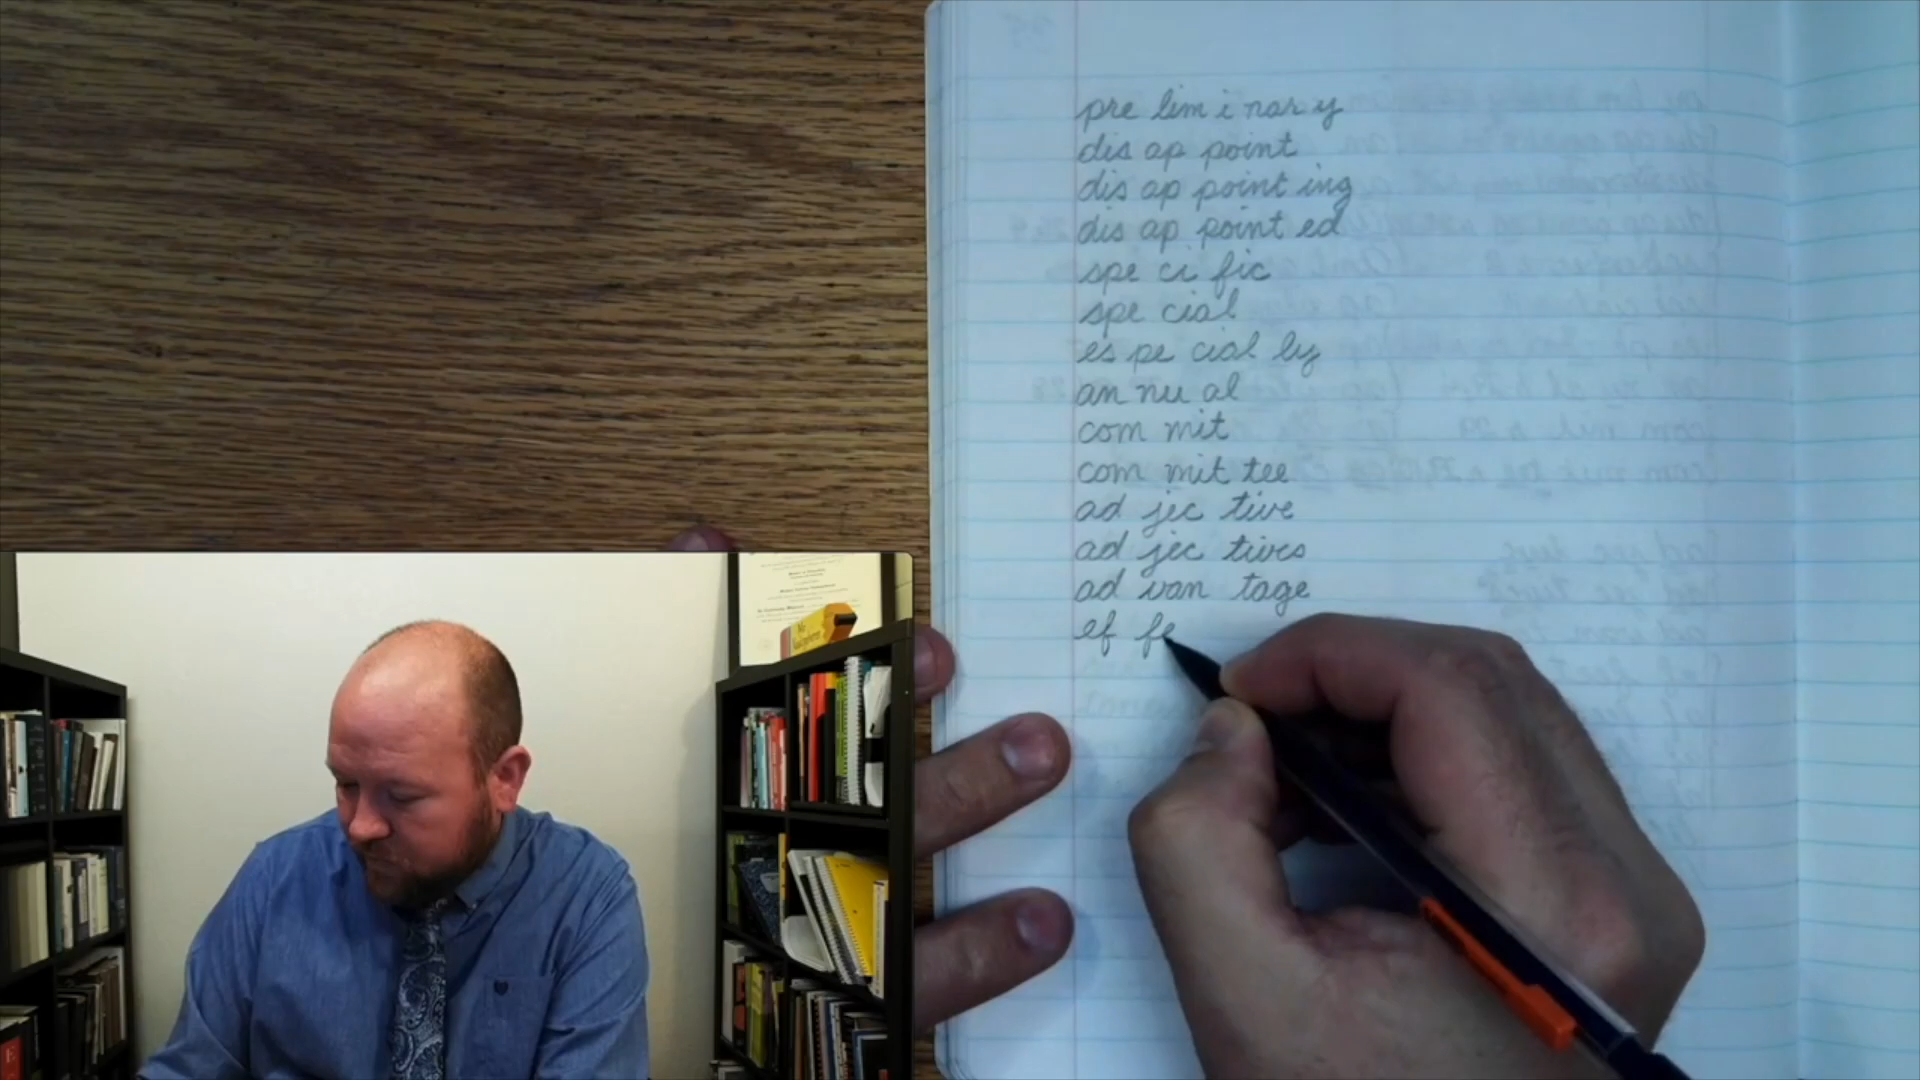 pre lim i nar y
dis ap point
dis ap point ing
dis ap point ed
spe ci fic
spe cial
es pe cial ly
an nu al
com mit
com mit tee
ad jec tive
ad jec tives
ad van tage
ef fe